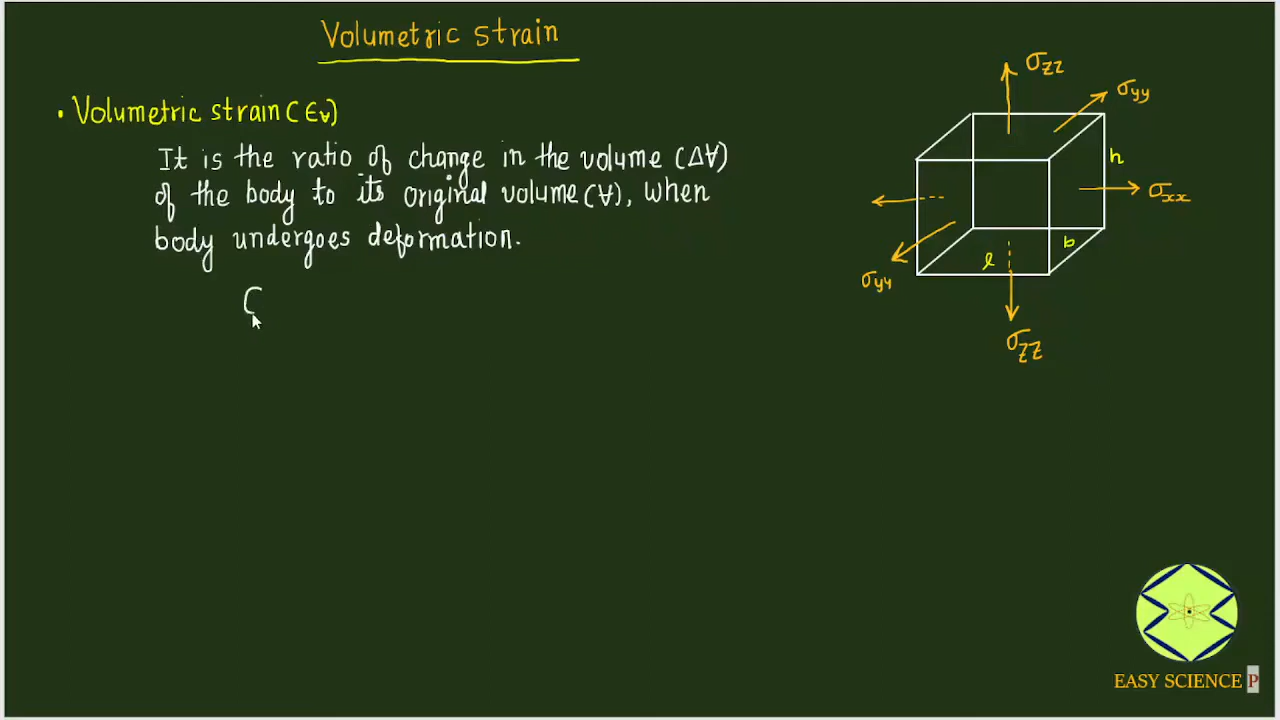 Volumetric strain
• Volumetric strain (ϵ∀)
It is the ratio of change in the volume (Δ∀)
of the body to its original volume (∀), when
body undergoes deformation.
σzz
σyy
h
σxx
b
l
σyy
σzz
EASY SCIENCE P